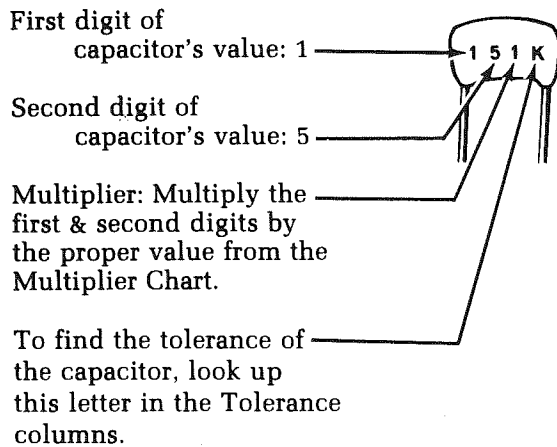 First digit of
capacitor's value: 1
1 5 1 K
Second digit of
capacitor's value: 5
Multiplier: Multiply the
first & second digits by
the proper value from the
Multiplier Chart.
To find the tolerance of
the capacitor, look up
this letter in the Tolerance
columns.